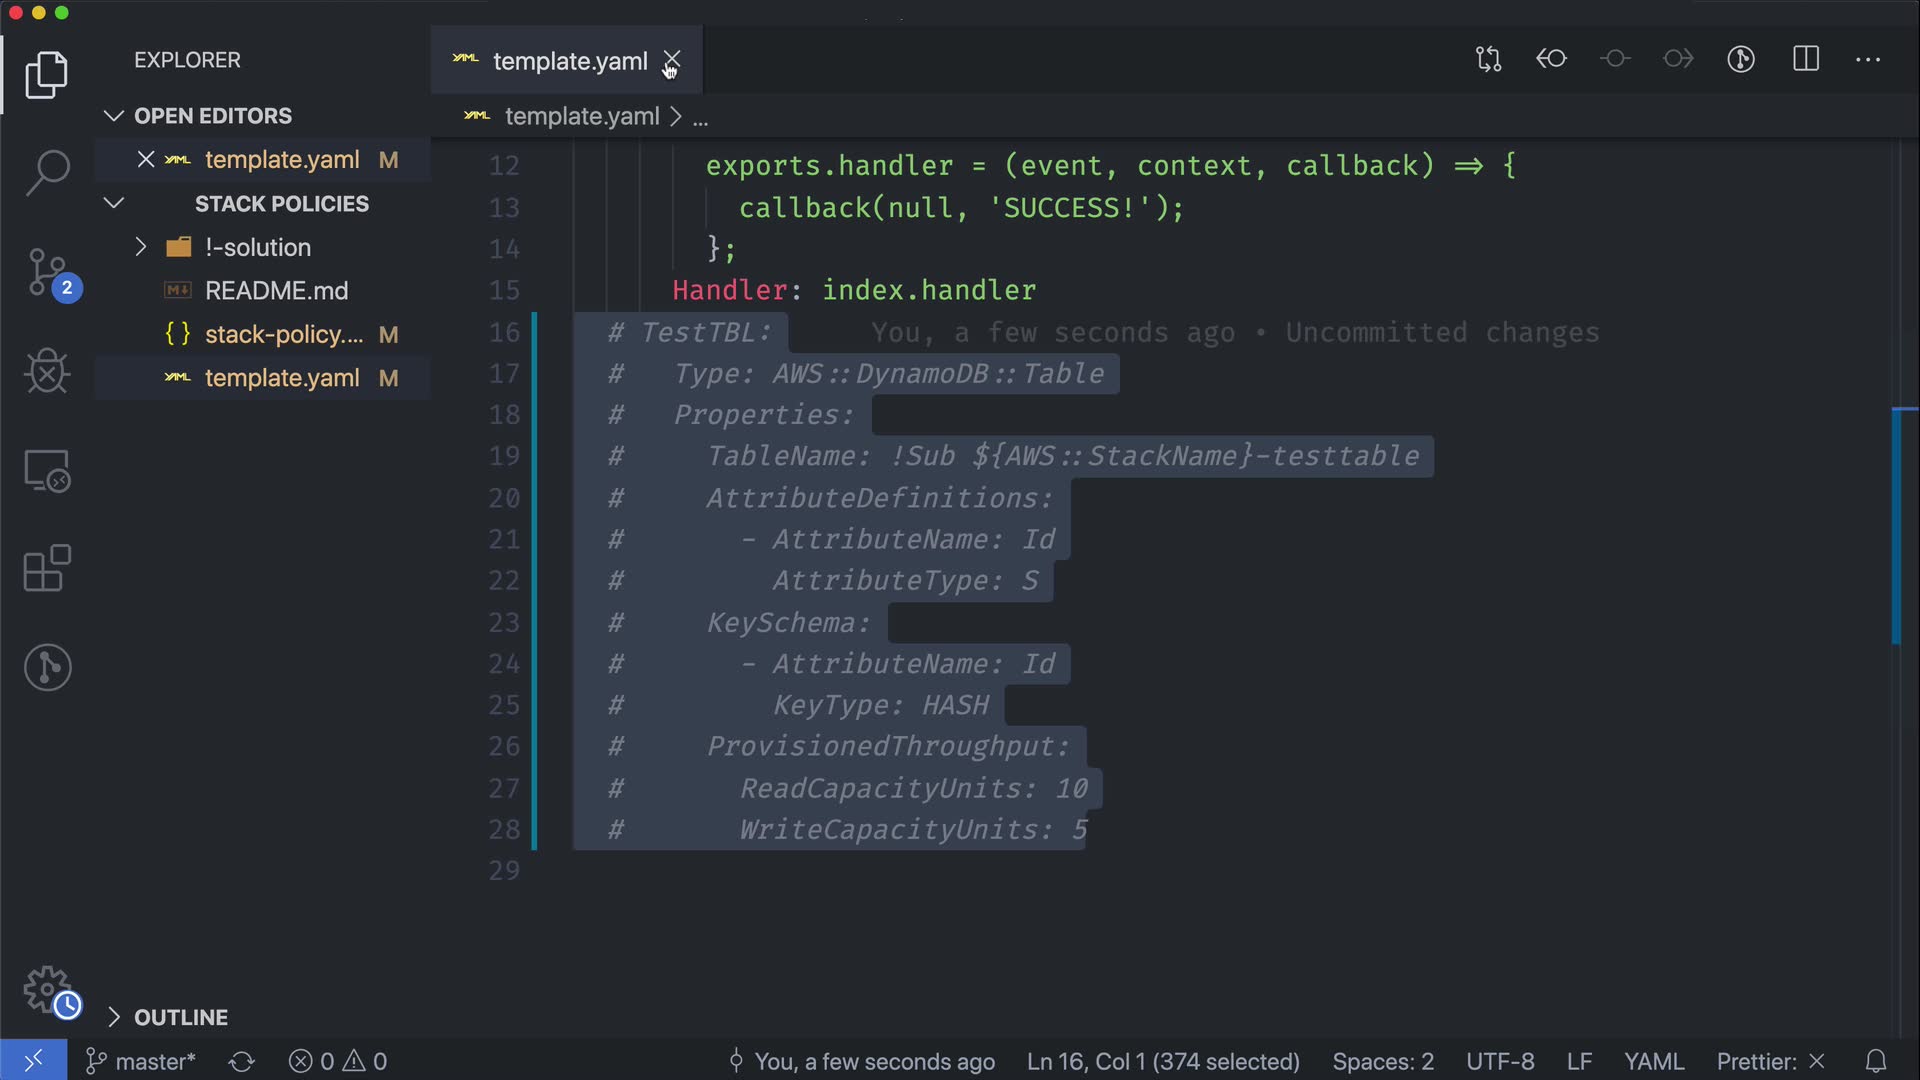 EXPLORER
OPEN EDITORS
template.yaml M
STACK POLICIES
!-solution
README.md
{ } stack-policy.... M
template.yaml M
2
OUTLINE
template.yaml
template.yaml > ...
12 exports.handler = (event, context, callback) => {
13 callback(null, 'SUCCESS!');
14 };
15 Handler: index.handler
16 # TestTBL: You, a few seconds ago • Uncommitted changes
17 # Type: AWS::DynamoDB::Table
18 # Properties:
19 # TableName: !Sub ${AWS::StackName}-testtable
20 # AttributeDefinitions:
21 # - AttributeName: Id
22 # AttributeType: S
23 # KeySchema:
24 # - AttributeName: Id
25 # KeyType: HASH
26 # ProvisionedThroughput:
27 # ReadCapacityUnits: 10
28 # WriteCapacityUnits: 5
29
master* 0 0 You, a few seconds ago Ln 16, Col 1 (374 selected) Spaces: 2 UTF-8 LF YAML Prettier: ×